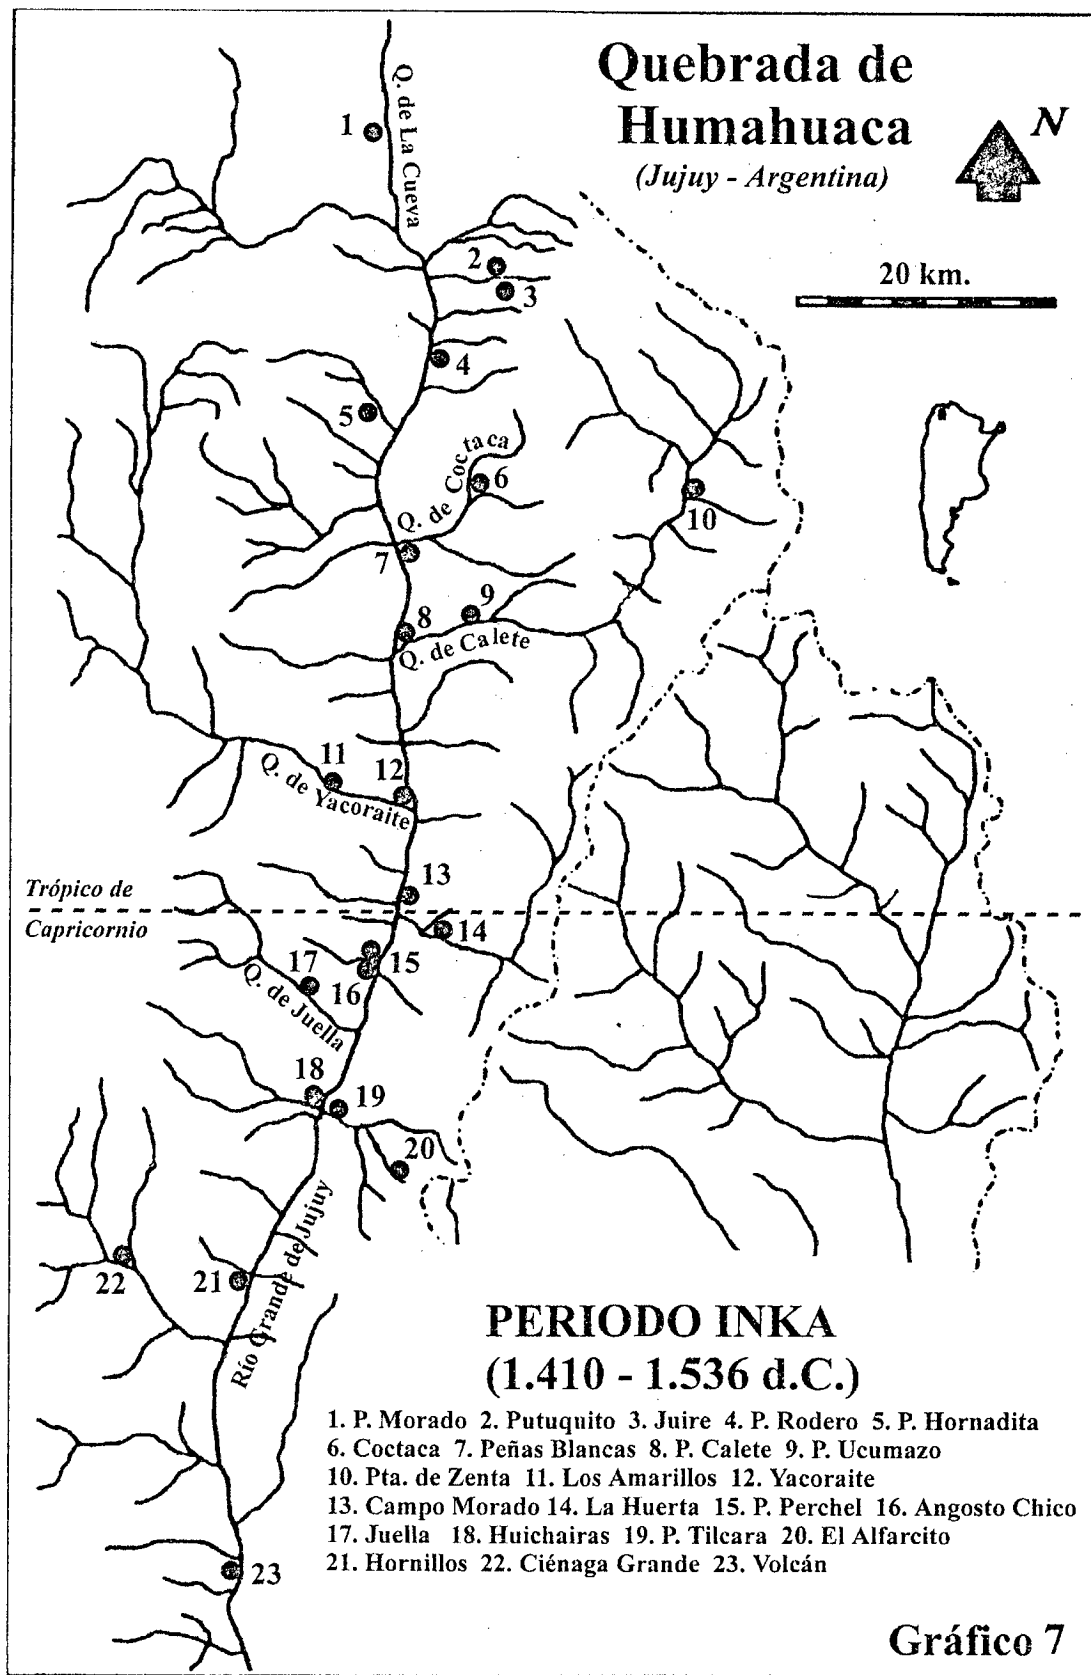 Quebrada de
Humahuaca
(Jujuy - Argentina)
N
20 km.
Q. de La Cueva
1
2
3
4
5
Q. de Coctaca
6
10
7
9
8
Q. de Calete
11
12
Q. de Yacoraite
13
Trópico de
Capricornio
14
15
17
16
Q. de Juella
18
19
20
Río Grande de Jujuy
22
21
23
PERIODO INKA
(1.410 - 1.536 d.C.)
1. P. Morado 2. Putuquito 3. Juire 4. P. Rodero 5. P. Hornadita
6. Coctaca 7. Peñas Blancas 8. P. Calete 9. P. Ucumazo
10. Pta. de Zenta 11. Los Amarillos 12. Yacoraite
13. Campo Morado 14. La Huerta 15. P. Perchel 16. Angosto Chico
17. Juella 18. Huichairas 19. P. Tilcara 20. El Alfarcito
21. Hornillos 22. Ciénaga Grande 23. Volcán
Gráfico 7